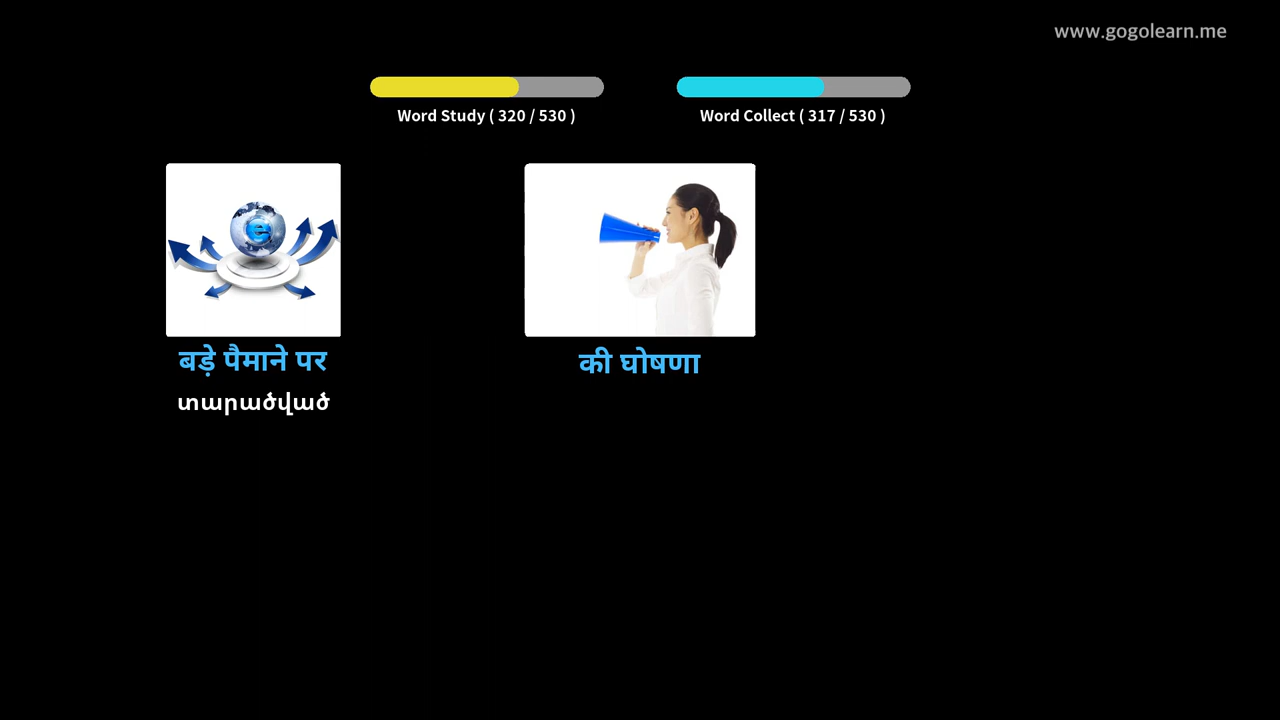 www.gogolearn.me
Word Study ( 320 / 530 )
Word Collect ( 317 / 530 )
e
बड़े पैमाने पर
տարածված
की घोषणा